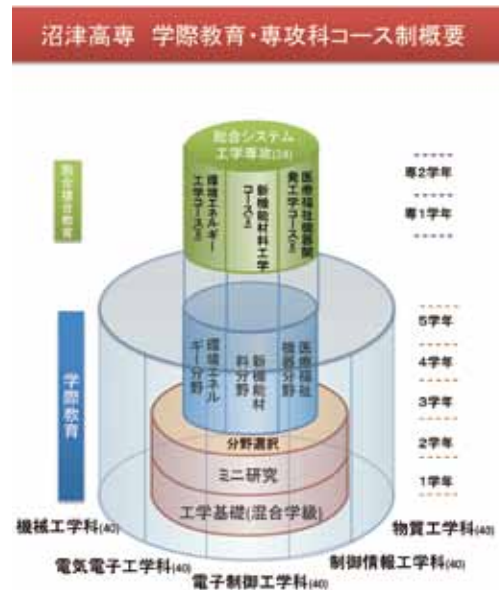 沼津高専 学際教育・専攻科コース制概要
総合システム
工学専攻(24)
環境エネルギー
工学コース
新機能材料工学
コース
医療福祉機器開
発工学コース
専2学年
専1学年
学際教育
環境エネル
ギー分野
新機能材
料分野
医療福祉
機器分野
5学年
4学年
3学年
2学年
1学年
分野選択
ミニ研究
工学基礎(混合学級)
機械工学科(40)
電気電子工学科(40)
電子制御工学科(40)
制御情報工学科(40)
物質工学科(40)